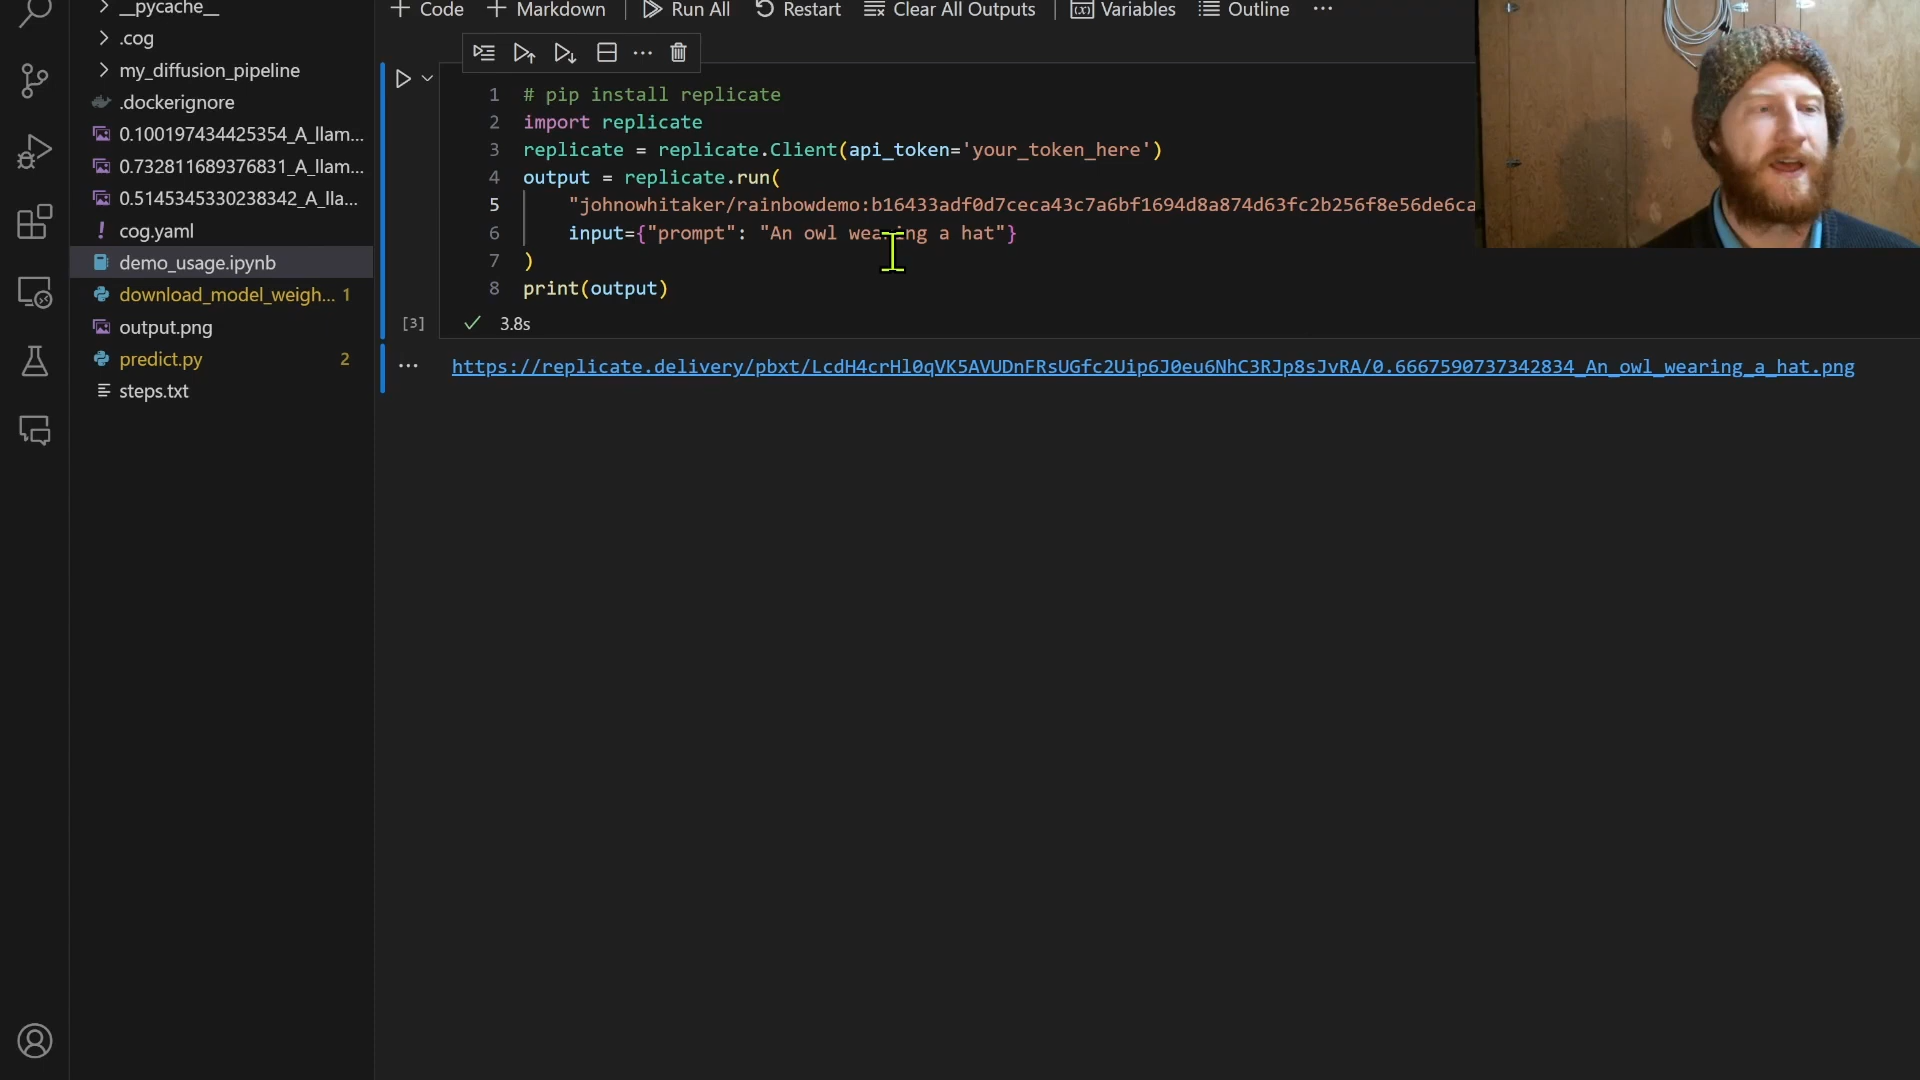 __pycache__
.cog
my_diffusion_pipeline
.dockerignore
0.100197434425354_A_llam...
0.732811689376831_A_llam...
0.5145345330238342_A_lla...
cog.yaml
demo_usage.ipynb
download_model_weigh... 1
output.png
predict.py 2
steps.txt
Code Markdown Run All Restart Clear All Outputs Variables Outline ...
1 # pip install replicate
2 import replicate
3 replicate = replicate.Client(api_token='your_token_here')
4 output = replicate.run(
5 "johnowhitaker/rainbowdemo:b16433adf0d7ceca43c7a6bf1694d8a874d63fc2b256f8e56de6ca
6 input={"prompt": "An owl wearing a hat"}
7 )
8 print(output)
[3] 3.8s
https://replicate.delivery/pbxt/LcdH4crHl0qVK5AVUDnFRsUGfc2Uip6J0eu6NhC3RJp8sJvRA/0.6667590737342834_An_owl_wearing_a_hat.png